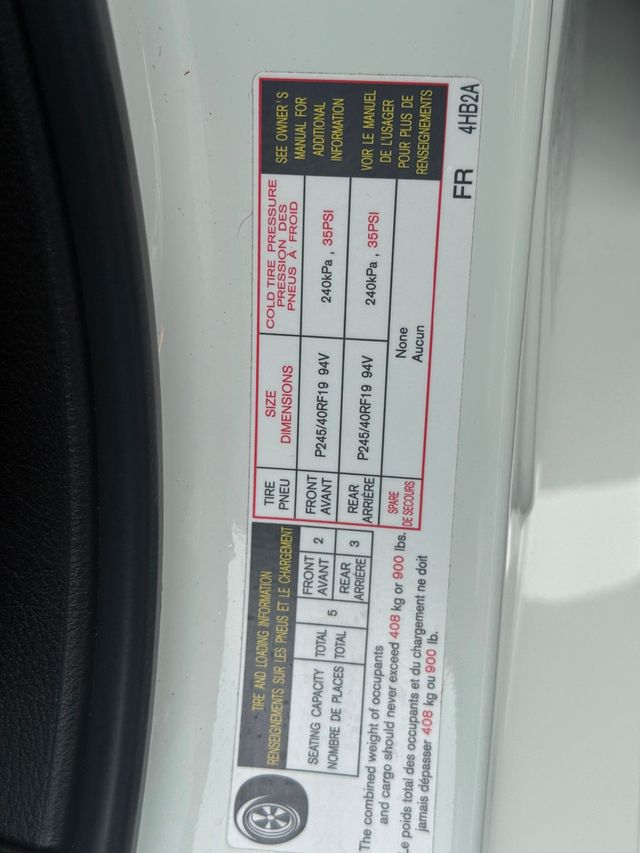 TIRE AND LOADING INFORMATION
RENSEIGNEMENTS SUR LES PNEUS ET LE CHARGEMENT
SEATING CAPACITY TOTAL 5 FRONT AVANT 2 REAR ARRIÈRE 3
NOMBRE DE PLACES TOTAL
The combined weight of occupants
and cargo should never exceed 408 kg or 900 lbs.
Le poids total des occupants et du chargement ne doit
jamais dépasser 408 kg ou 900 lb.
TIRE
PNEU
SIZE
DIMENSIONS
COLD TIRE PRESSURE
PRESSION DES
PNEUS À FROID
FRONT
AVANT
P245/40RF19 94V
240kPa , 35PSI
REAR
ARRIÈRE
P245/40RF19 94V
240kPa , 35PSI
SPARE
DE SECOURS
None
Aucun
SEE OWNER'S
MANUAL FOR
ADDITIONAL
INFORMATION
VOIR LE MANUEL
DE L'USAGER
POUR PLUS DE
RENSEIGNEMENTS
FR 4HB2A